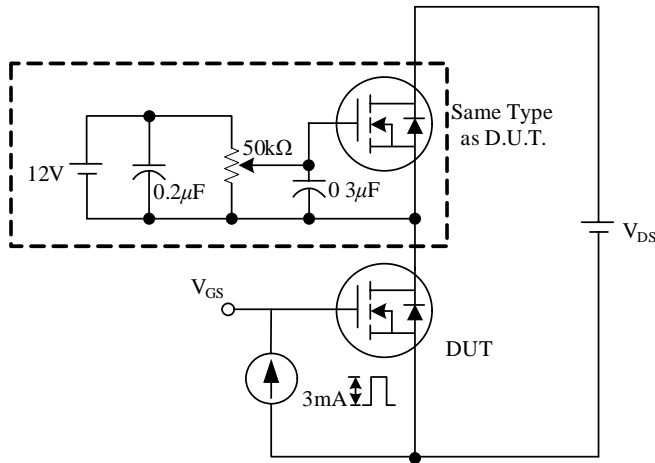 Same Type
as D.U.T.
50kΩ
12V
0.2μF
0 3μF
V_DS
V_GS
DUT
3mA